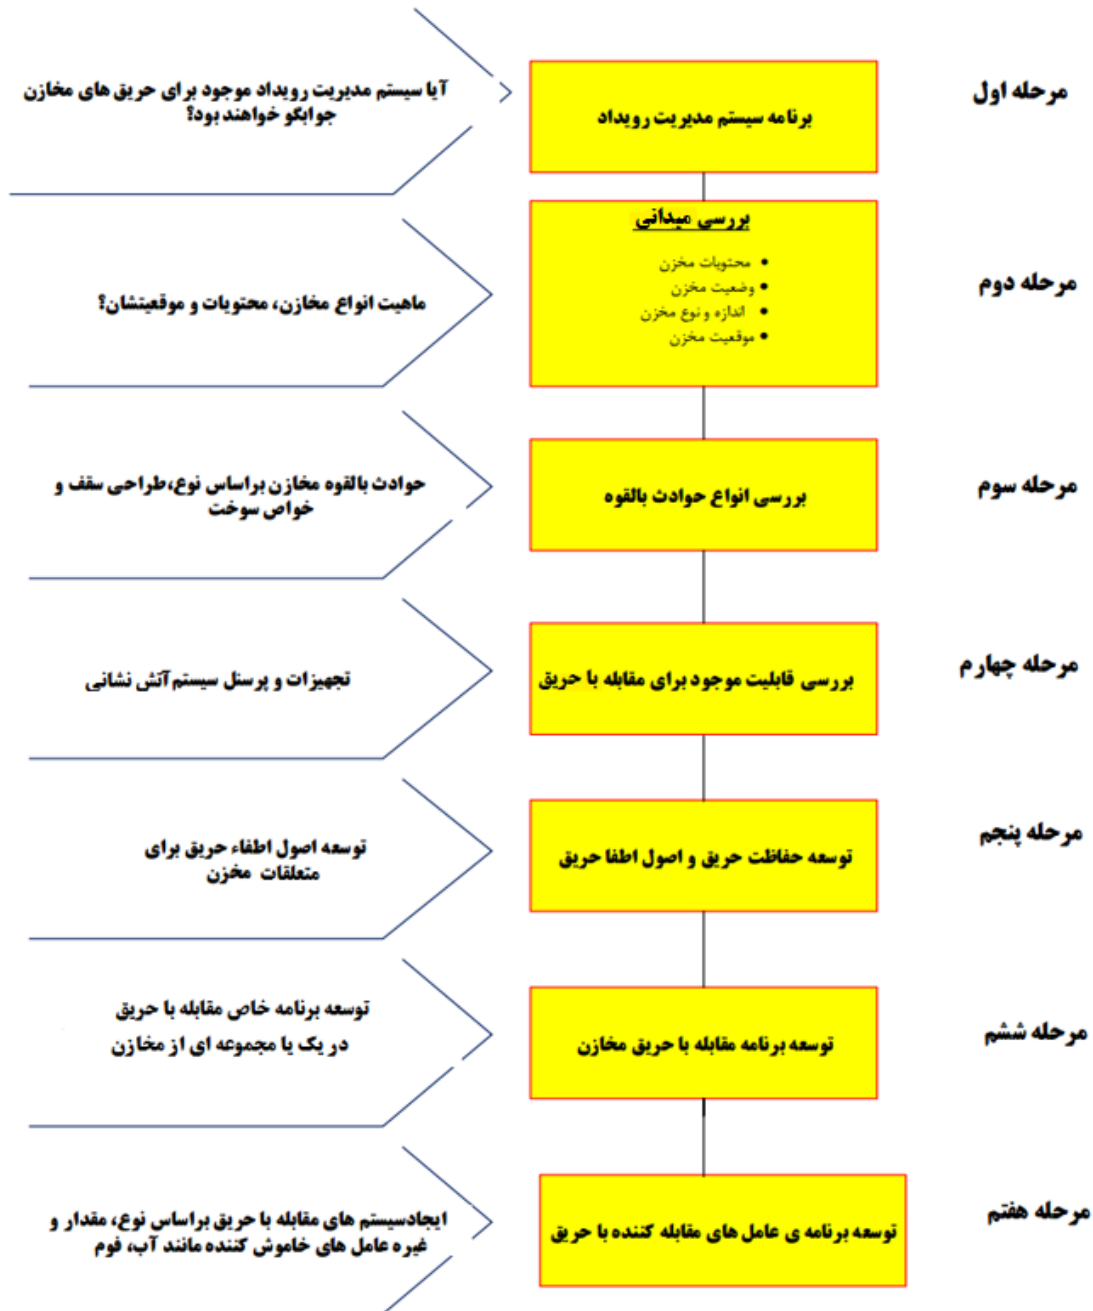 مرحله اول
برنامه سیستم مدیریت رویداد
آیا سیستم مدیریت رویداد موجود برای حریق های مخازن
جوابگو خواهند بود؟
مرحله دوم
بررسی میدانی
• محتویات مخزن
• وضعیت مخزن
• اندازه و نوع مخزن
• موقعیت مخزن
ماهیت انواع مخازن، محتویات و موقعیتشان؟
مرحله سوم
بررسی انواع حوادث بالقوه
حوادث بالقوه مخازن براساس نوع،طراحی سقف و
خواص سوخت
مرحله چهارم
بررسی قابلیت موجود برای مقابله با حریق
تجهیزات و پرسنل سیستم آتش نشانی
مرحله پنجم
توسعه حفاظت حریق و اصول اطفا حریق
توسعه اصول اطفاء حریق برای
متعلقات مخزن
مرحله ششم
توسعه برنامه مقابله با حریق مخازن
توسعه برنامه خاص مقابله با حریق
در یک یا مجموعه ای از مخازن
مرحله هفتم
توسعه برنامه ی عامل های مقابله کننده با حریق
ایجادسیستم های مقابله با حریق براساس نوع، مقدار و
غیره عامل های خاموش کننده مانند آب، فوم